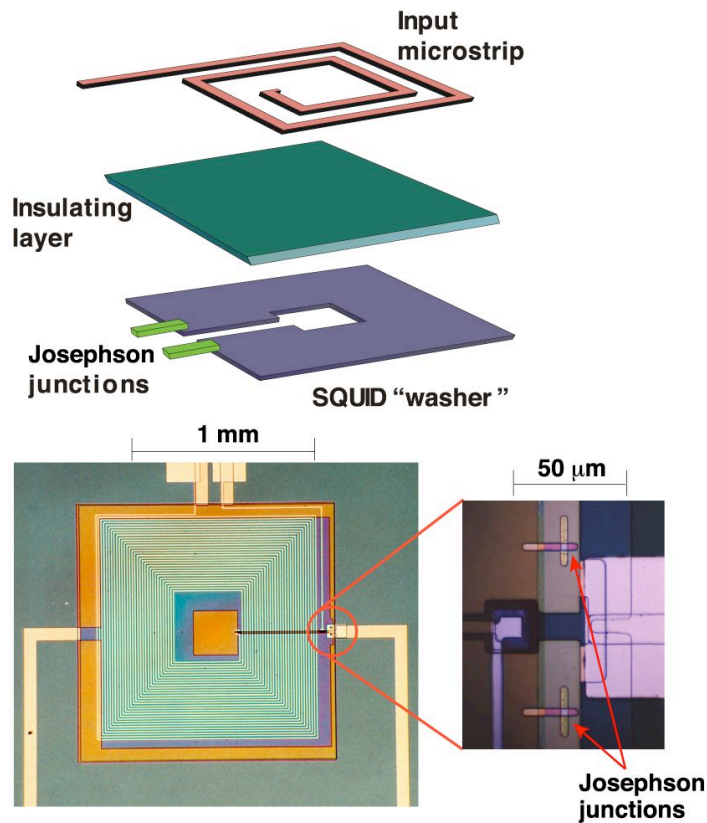 Input
microstrip
Insulating
layer
Josephson
junctions
SQUID “washer ”
1 mm
50 μm
Josephson
junctions